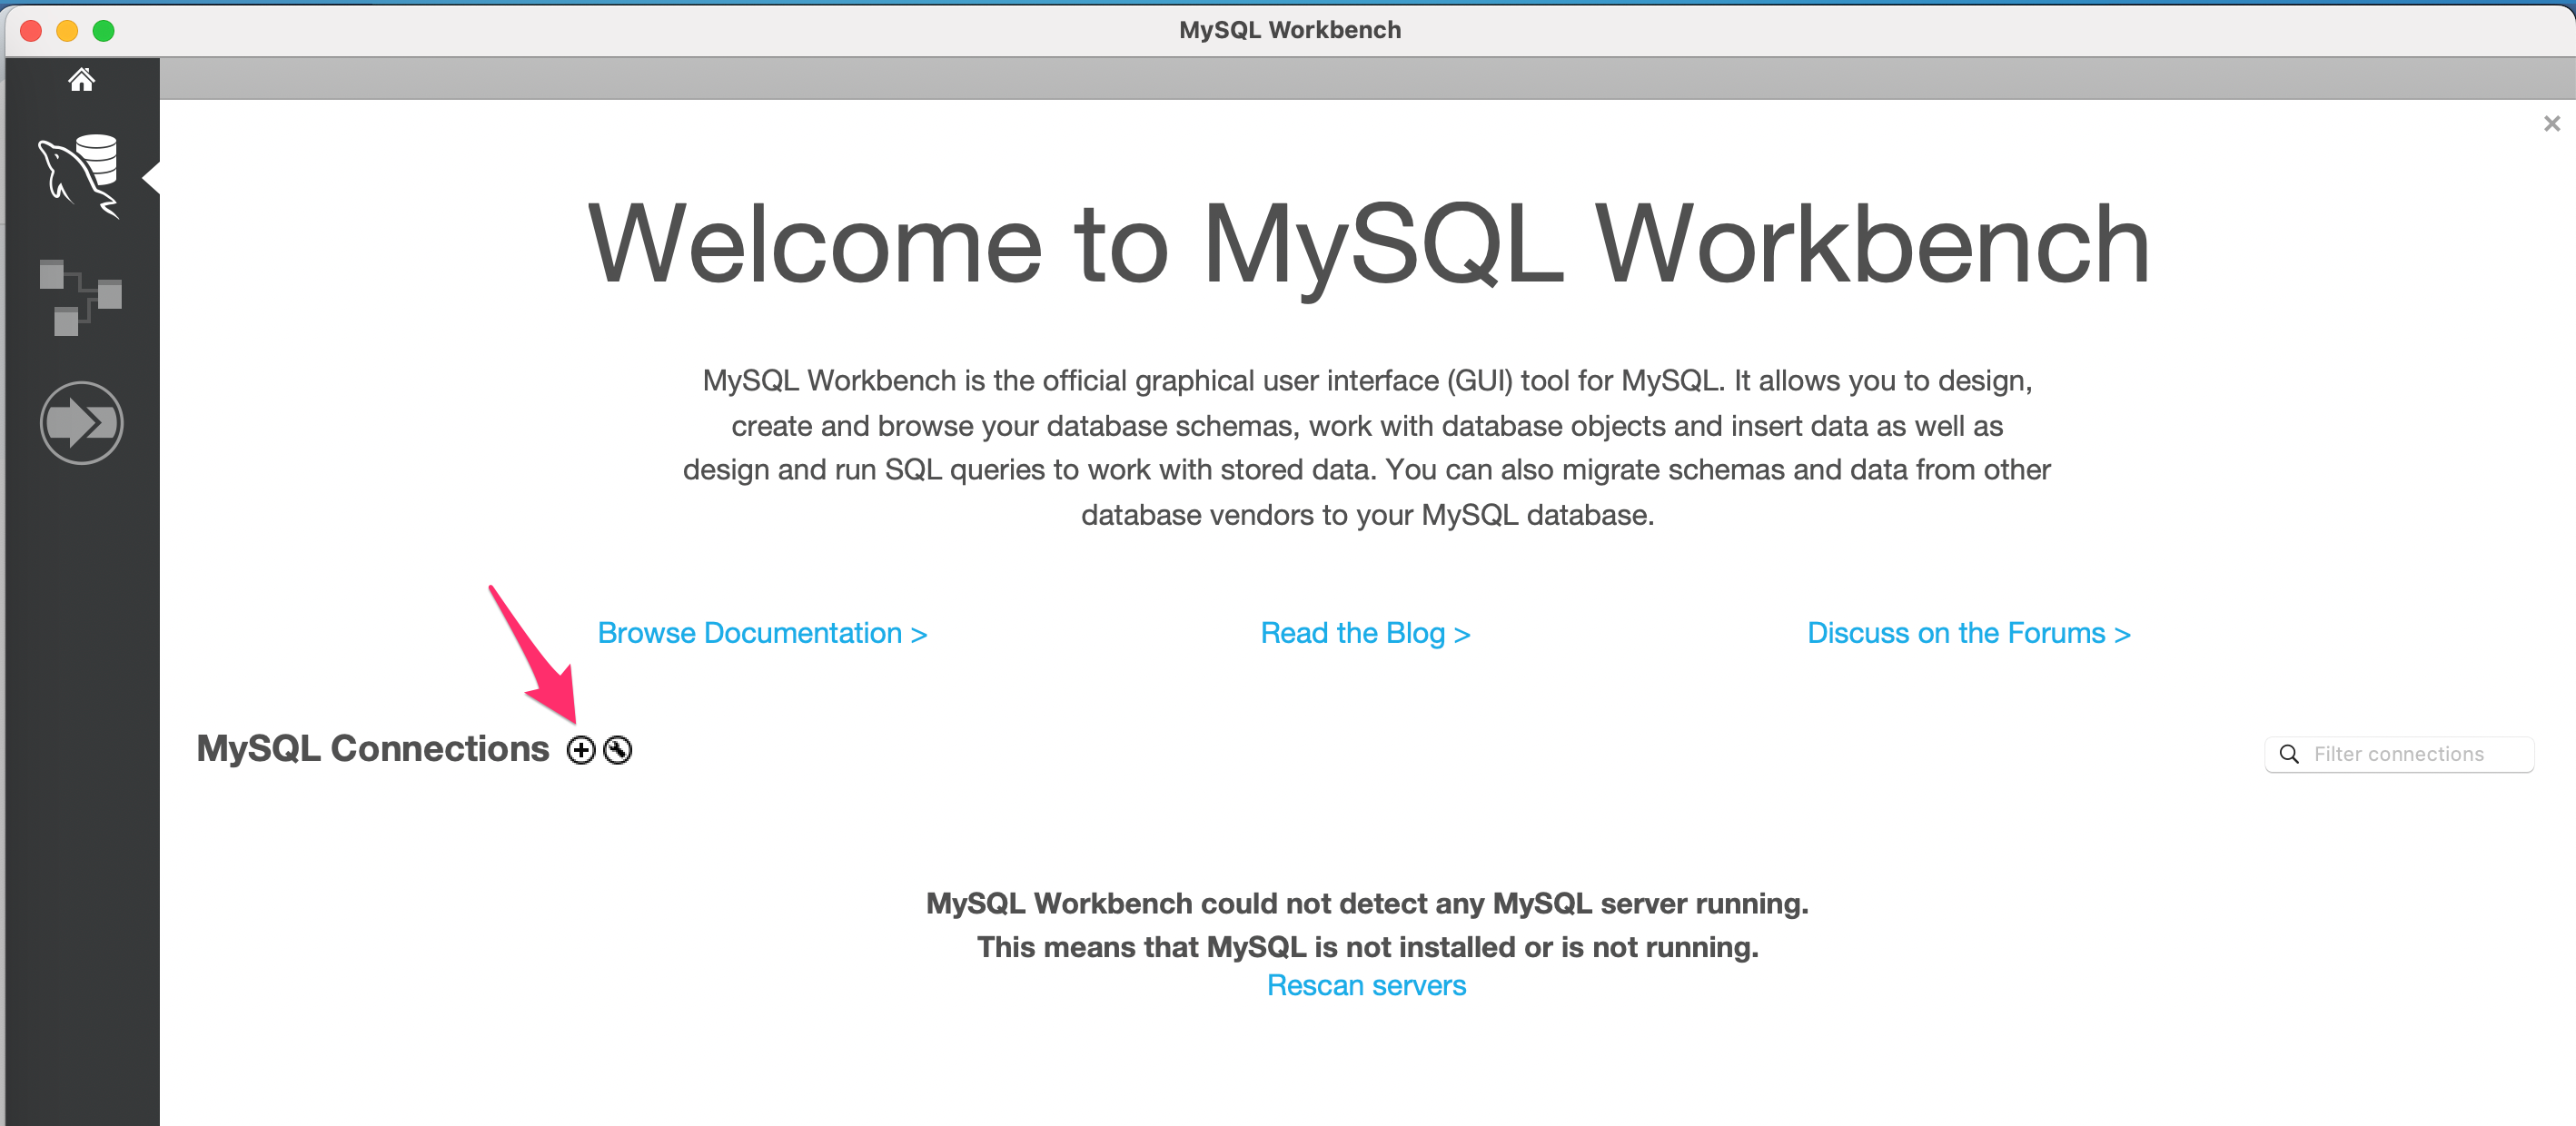 MySQL Workbench
Welcome to MySQL Workbench
MySQL Workbench is the official graphical user interface (GUI) tool for MySQL. It allows you to design,
create and browse your database schemas, work with database objects and insert data as well as
design and run SQL queries to work with stored data. You can also migrate schemas and data from other
database vendors to your MySQL database.
Browse Documentation >
Read the Blog >
Discuss on the Forums >
MySQL Connections
Filter connections
MySQL Workbench could not detect any MySQL server running.
This means that MySQL is not installed or is not running.
Rescan servers